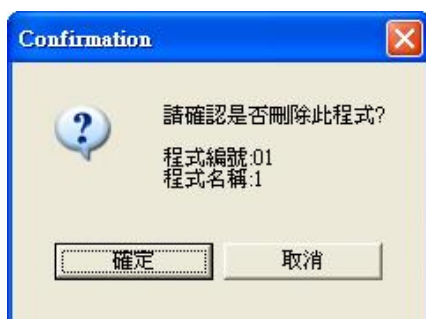 Confirmation
請確認是否刪除此程式?
程式編號:01
程式名稱:1
確定
取消